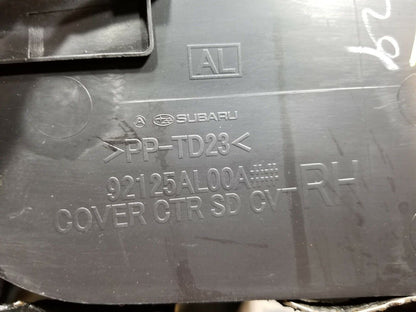 AL
SUBARU
>PP-TD23<
92125AL00A
COVER CTR SD CV-RH